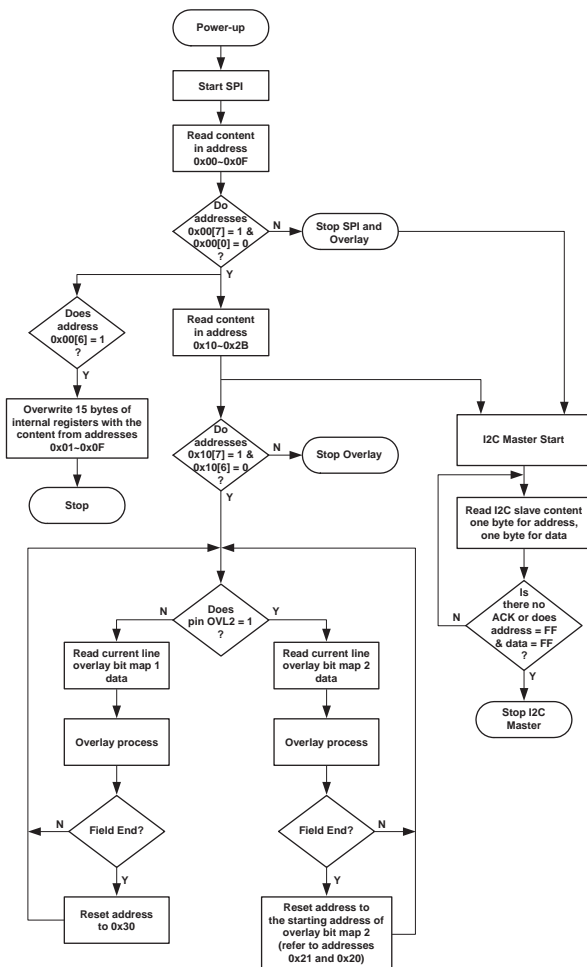 Power-up
Start SPI
Read content
in address
0x00~0x0F
Do
addresses
0x00[7] = 1 &
0x00[0] = 0
?
N
Stop SPI and
Overlay
Y
Does
address
0x00[6] = 1
?
Read content
in address
0x10~0x2B
Y
Overwrite 15 bytes of
internal registers with the
content from addresses
0x01~0x0F
Stop
Do
addresses
0x10[7] = 1 &
0x10[6] = 0
?
N
Stop Overlay
Y
I2C Master Start
Read I2C slave content
one byte for address,
one byte for data
Is
there no
ACK or does
address = FF
& data = FF
?
N
Y
Stop I2C
Master
N
Does
pin OVL2 = 1
?
Y
Read current line
overlay bit map 1
data
Read current line
overlay bit map 2
data
Overlay process
Overlay process
N
Field End?
Field End?
N
Y
Y
Reset address
to 0x30
Reset address to
the starting address of
overlay bit map 2
(refer to addresses
0x21 and 0x20)